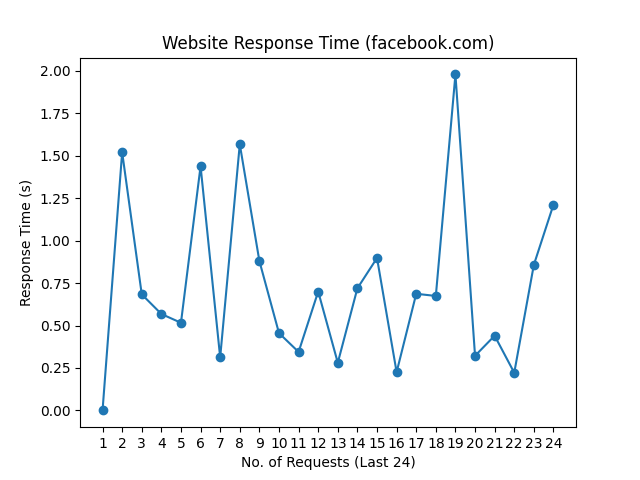 Website Response Time (facebook.com)
Response Time (s)
2.00
1.75
1.50
1.25
1.00
0.75
0.50
0.25
0.00
1 2 3 4 5 6 7 8 9 10 11 12 13 14 15 16 17 18 19 20 21 22 23 24
No. of Requests (Last 24)